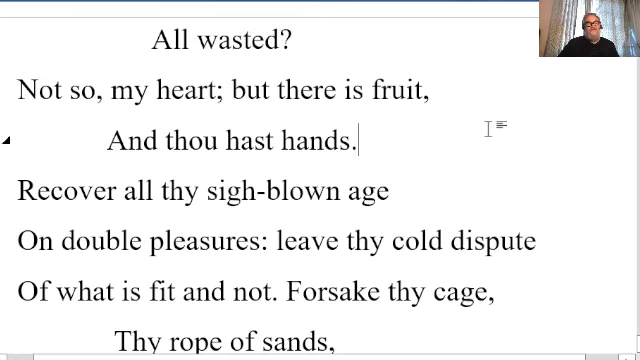 All wasted?
Not so, my heart; but there is fruit,
And thou hast hands.
Recover all thy sigh-blown age
On double pleasures: leave thy cold dispute
Of what is fit and not. Forsake thy cage,
Thy rope of sands,